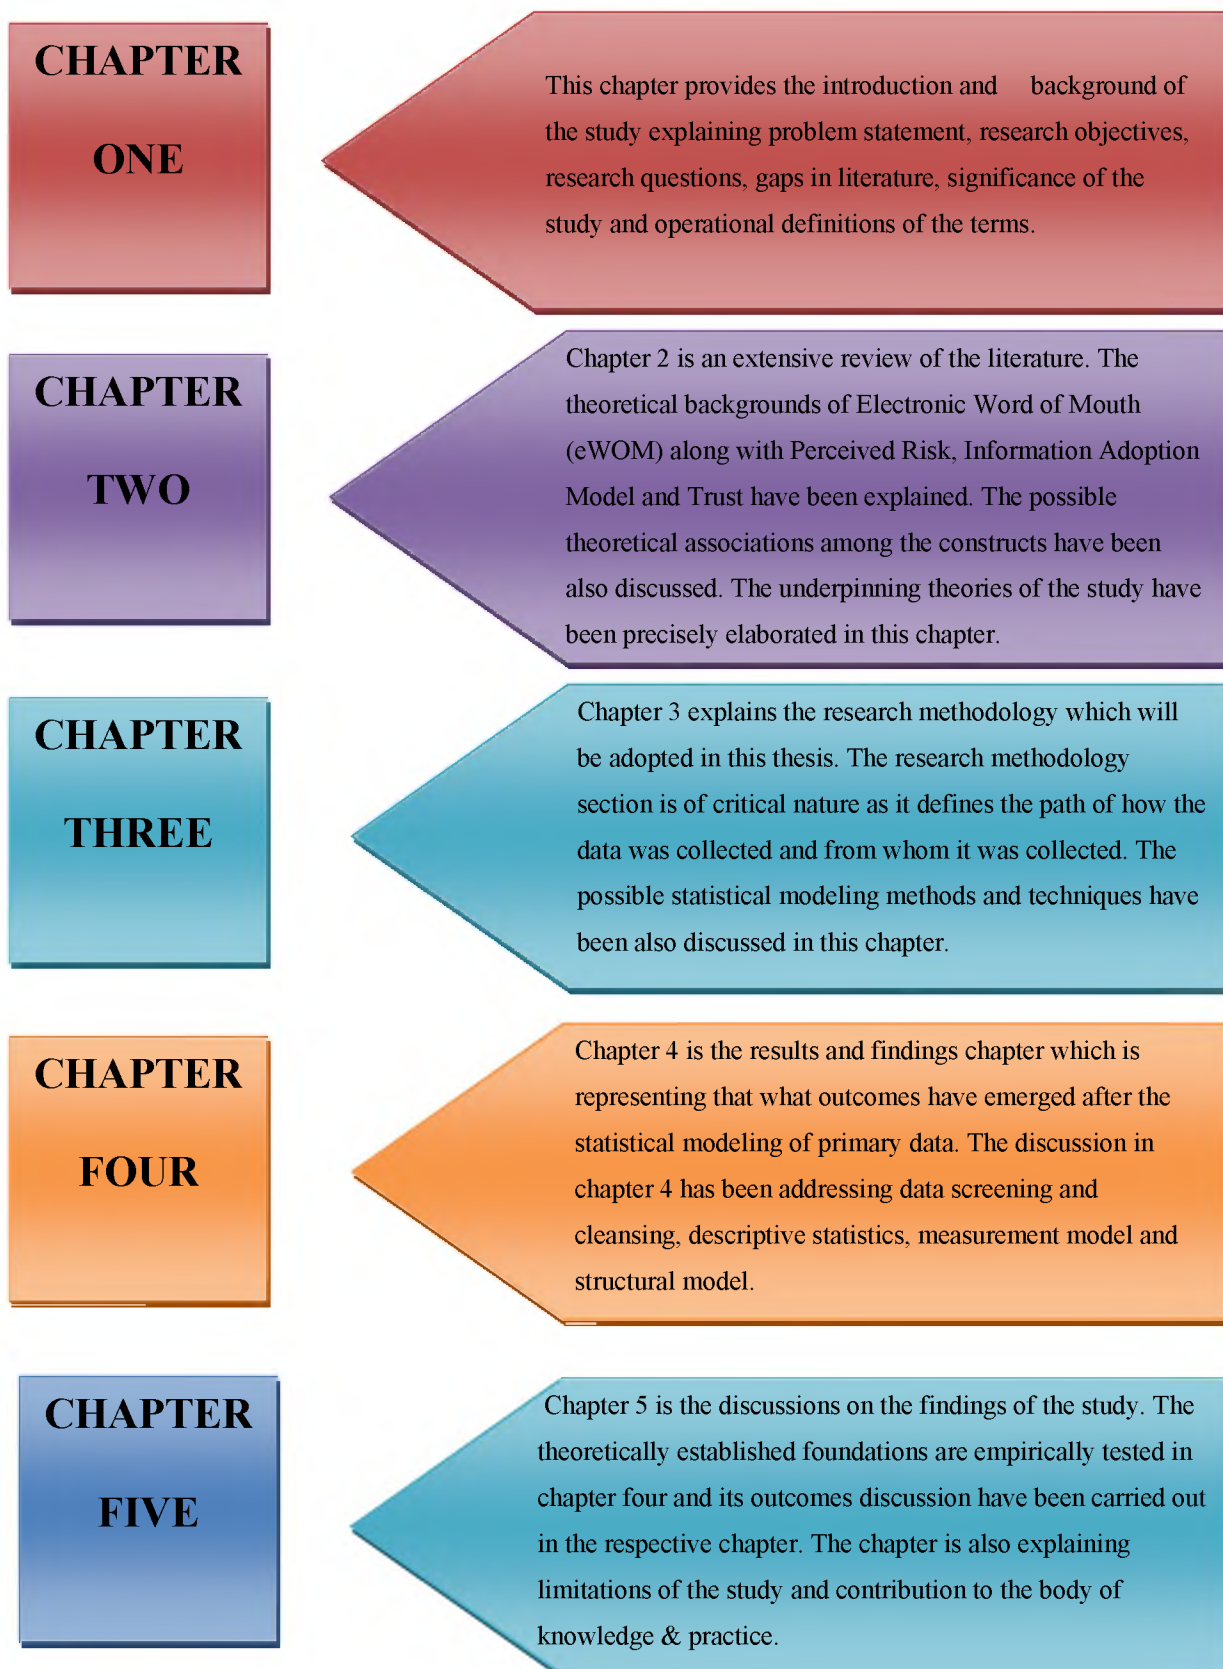 CHAPTER
ONE
This chapter provides the introduction and background of
the study explaining problem statement, research objectives,
research questions, gaps in literature, significance of the
study and operational definitions of the terms.
CHAPTER
TWO
Chapter 2 is an extensive review of the literature. The
theoretical backgrounds of Electronic Word of Mouth
(eWOM) along with Perceived Risk, Information Adoption
Model and Trust have been explained. The possible
theoretical associations among the constructs have been
also discussed. The underpinning theories of the study have
been precisely elaborated in this chapter.
CHAPTER
THREE
Chapter 3 explains the research methodology which will
be adopted in this thesis. The research methodology
section is of critical nature as it defines the path of how the
data was collected and from whom it was collected. The
possible statistical modeling methods and techniques have
been also discussed in this chapter.
CHAPTER
FOUR
Chapter 4 is the results and findings chapter which is
representing that what outcomes have emerged after the
statistical modeling of primary data. The discussion in
chapter 4 has been addressing data screening and
cleansing, descriptive statistics, measurement model and
structural model.
CHAPTER
FIVE
Chapter 5 is the discussions on the findings of the study. The
theoretically established foundations are empirically tested in
chapter four and its outcomes discussion have been carried out
in the respective chapter. The chapter is also explaining
limitations of the study and contribution to the body of
knowledge & practice.